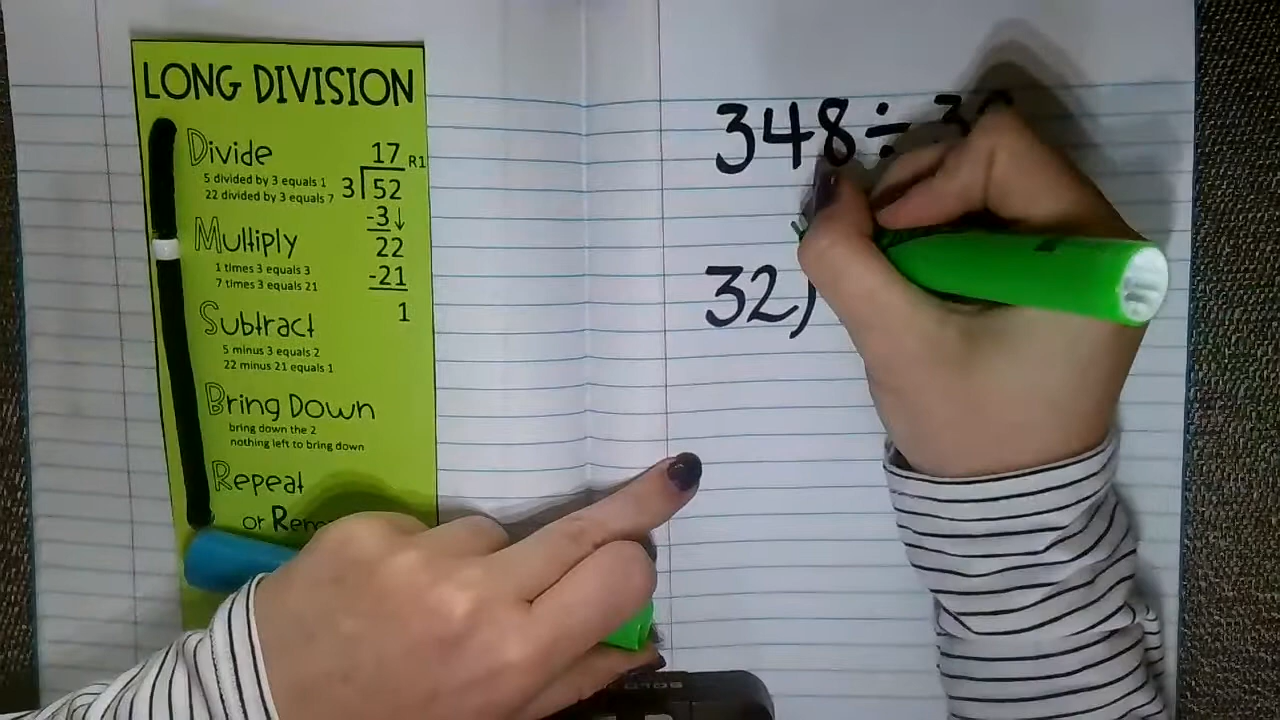 LONG DIVISION
Divide
5 divided by 3 equals 1
22 divided by 3 equals 7
17 R1
3 52
-3↓
22
-21
1
Multiply
1 times 3 equals 3
7 times 3 equals 21
Subtract
5 minus 3 equals 2
22 minus 21 equals 1
Bring Down
bring down the 2
nothing left to bring down
Repeat
or
348 ÷
32)